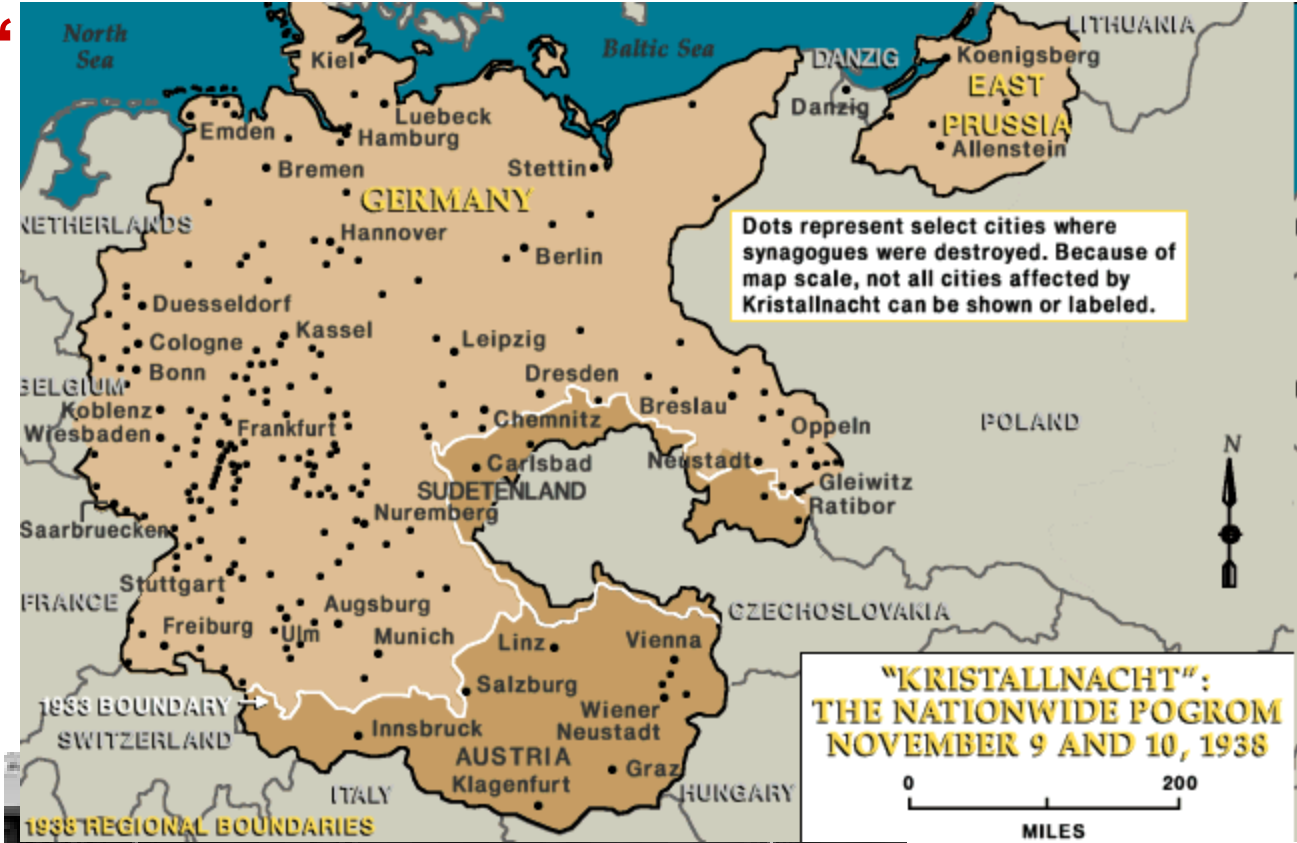 “
North
Sea
Baltic Sea
LITHUANIA
Kiel
DANZIG
Koenigsberg
EAST
PRUSSIA
Danzig
Luebeck
Emden
Hamburg
Allenstein
Bremen
Stettin
GERMANY
NETHERLANDS
Hannover
Berlin
Dots represent select cities where
synagogues were destroyed. Because of
map scale, not all cities affected by
Kristallnacht can be shown or labeled.
Duesseldorf
Kassel
Cologne
Leipzig
Bonn
Dresden
BELGIUM
Koblenz
Breslau
Chemnitz
Wiesbaden
Frankfurt
Oppeln
POLAND
N
Carlsbad
Neustadt
SUDETENLAND
Gleiwitz
Ratibor
Nuremberg
Saarbruecken
Stuttgart
FRANCE
Augsburg
CZECHOSLOVAKIA
Freiburg
Ulm
Munich
Linz
Vienna
Salzburg
1933 BOUNDARY
Wiener
Neustadt
SWITZERLAND
Innsbruck
AUSTRIA
Graz
Klagenfurt
ITALY
HUNGARY
1938 REGIONAL BOUNDARIES
“KRISTALLNACHT”:
THE NATIONWIDE POGROM
NOVEMBER 9 AND 10, 1938
0 200
MILES